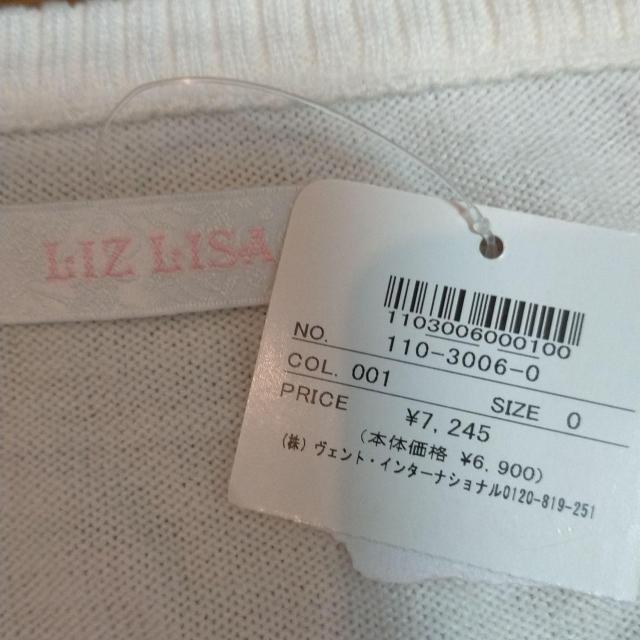 LIZ LISA
1103006000100
NO. 110-3006-0
COL. 001 SIZE 0
PRICE ¥7,245
(本体価格 ¥6,900)
(株)ヴェント・インターナショナル0120-819-251